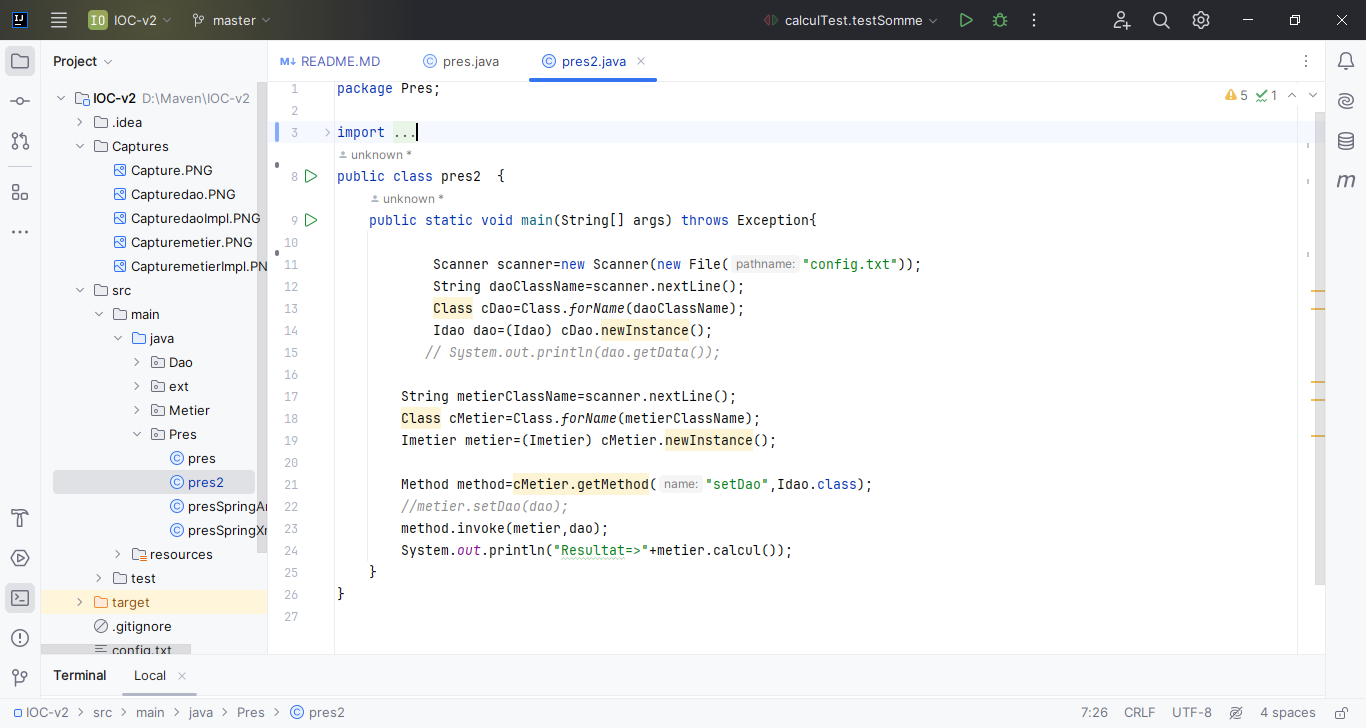 IJ
IO IOC-v2
master
calculTest.testSomme
Project
M↓ README.MD
pres.java
pres2.java
IOC-v2 D:\Maven\IOC-v2
.idea
Captures
Capture.PNG
Capturedao.PNG
CapturedaoImpl.PNG
Capturemetier.PNG
CapturemetierImpl.PN
src
main
java
Dao
ext
Metier
Pres
pres
pres2
presSpringAn
presSpringXm
resources
test
target
.gitignore
config.txt
5 1
1 package Pres;
2
3 import ...
unknown *
8 public class pres2 {
unknown *
9 public static void main(String[] args) throws Exception{
10
11 Scanner scanner=new Scanner(new File( pathname: "config.txt"));
12 String daoClassName=scanner.nextLine();
13 Class cDao=Class.forName(daoClassName);
14 Idao dao=(Idao) cDao.newInstance();
15 // System.out.println(dao.getData());
16
17 String metierClassName=scanner.nextLine();
18 Class cMetier=Class.forName(metierClassName);
19 Imetier metier=(Imetier) cMetier.newInstance();
20
21 Method method=cMetier.getMethod( name: "setDao",Idao.class);
22 //metier.setDao(dao);
23 method.invoke(metier,dao);
24 System.out.println("Resultat=>"+metier.calcul());
25 }
26 }
27
m
Terminal Local
IOC-v2 > src > main > java > Pres > pres2
7:26 CRLF UTF-8 4 spaces